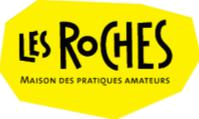 LES ROCHES
MAISON DES PRATIQUES AMATEURS